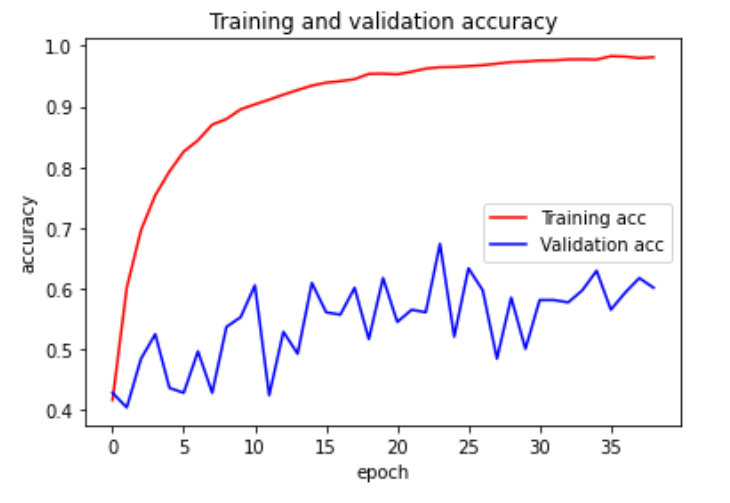 Training and validation accuracy
1.0
0.9
0.8
0.7
0.6
0.5
0.4
accuracy
Training acc
Validation acc
0 5 10 15 20 25 30 35
epoch